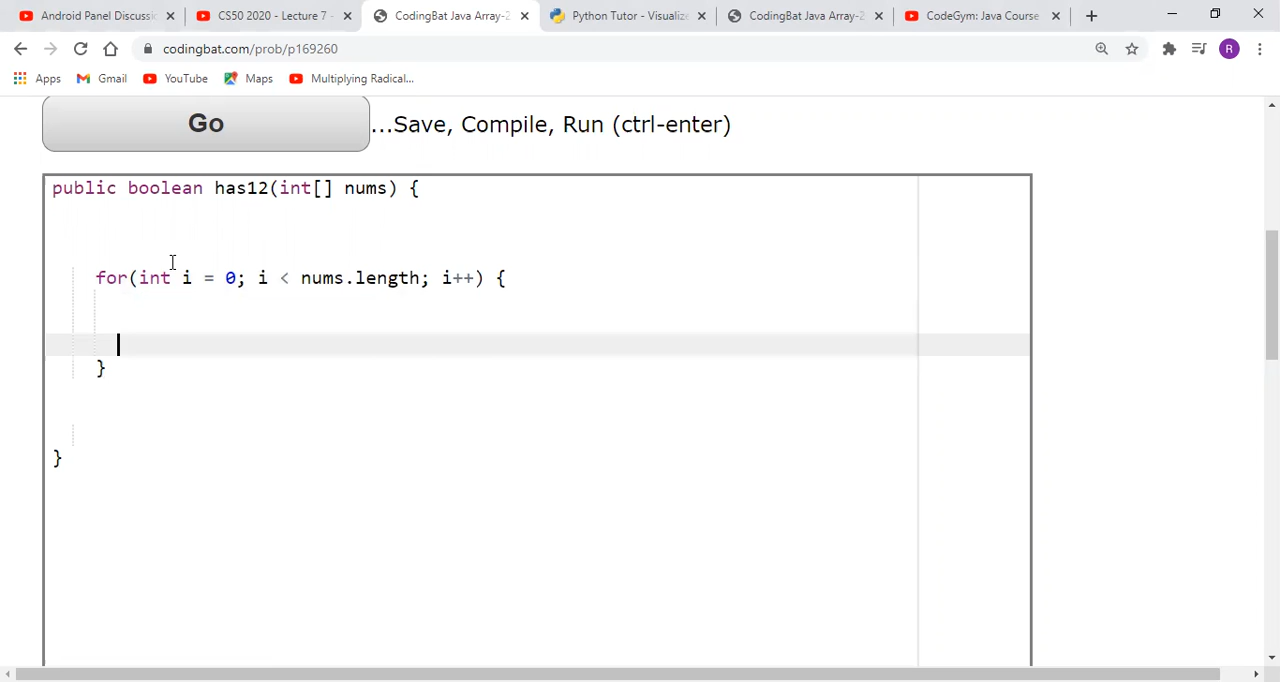 Android Panel Discussi
CS50 2020 - Lecture 7 -
CodingBat Java Array-2
Python Tutor - Visualize
CodingBat Java Array-2
CodeGym: Java Course
codingbat.com/prob/p169260
R
Apps
Gmail
YouTube
Maps
Multiplying Radical...
Go
...Save, Compile, Run (ctrl-enter)
public boolean has12(int[] nums) {
for(int i = 0; i < nums.length; i++) {
}
}